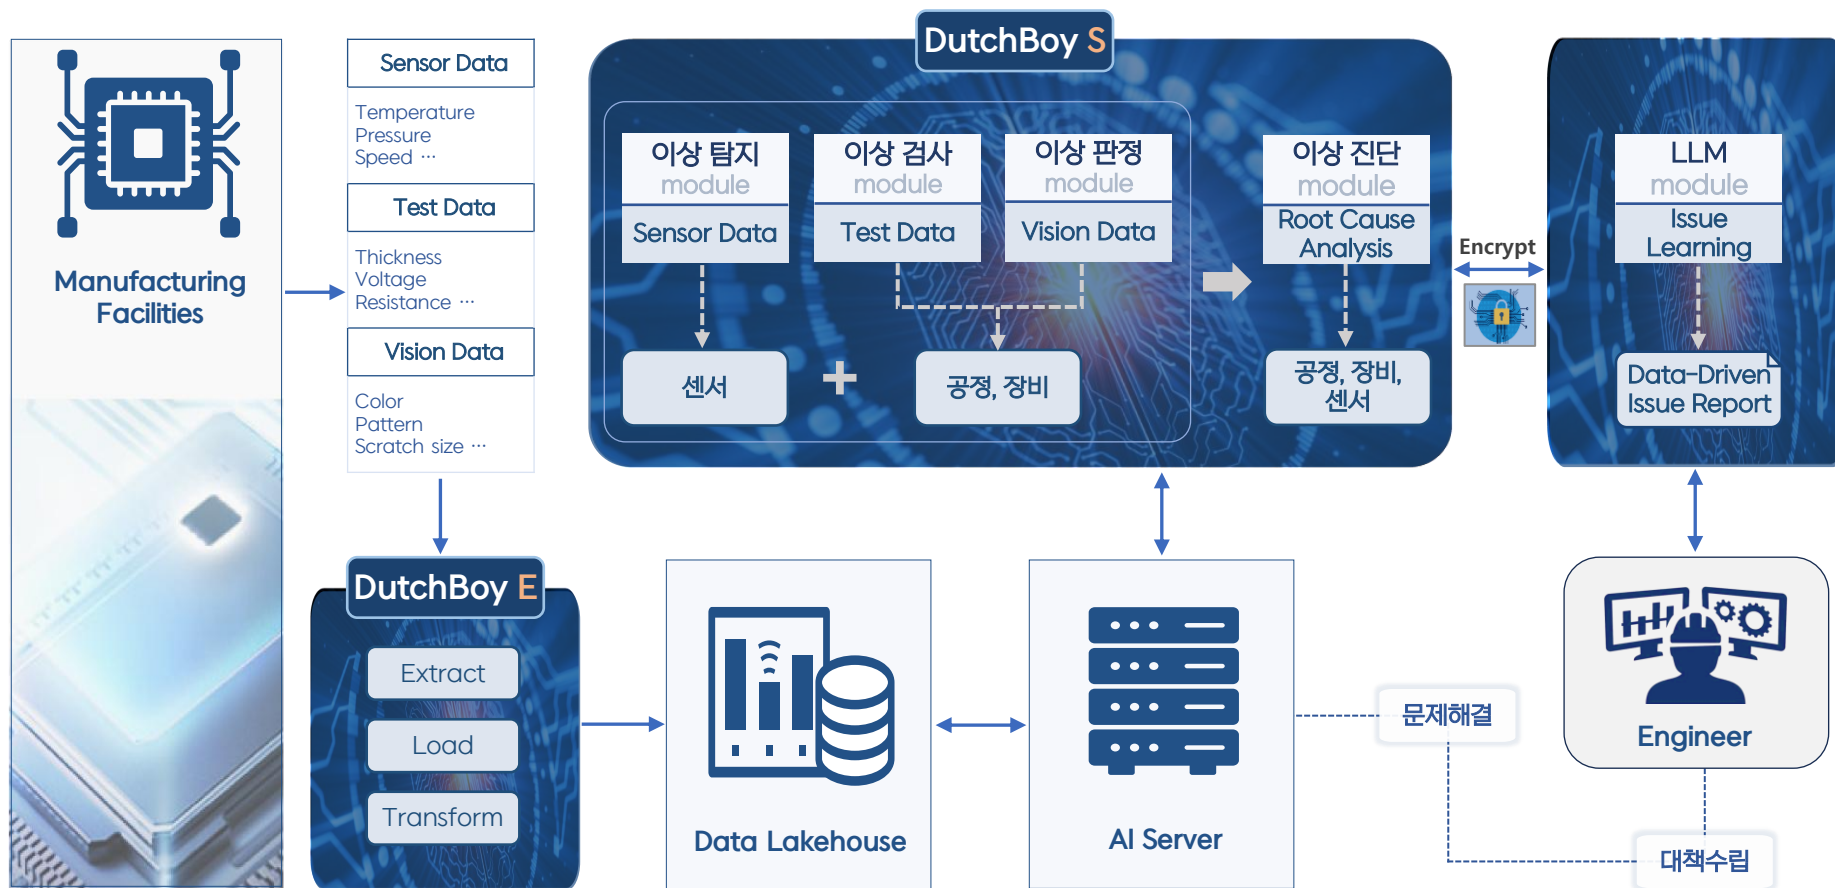 Manufacturing
Facilities
Sensor Data
Temperature
Pressure
Speed ···
Test Data
Thickness
Voltage
Resistance ···
Vision Data
Color
Pattern
Scratch size ···
DutchBoy E
Extract
Load
Transform
DutchBoy S
이상 탐지
module
Sensor Data
이상 검사
module
Test Data
이상 판정
module
Vision Data
센서
+
공정, 장비
이상 진단
module
Root Cause
Analysis
공정, 장비,
센서
Encrypt
LLM
module
Issue
Learning
Data-Driven
Issue Report
Data Lakehouse
AI Server
문제해결
Engineer
대책수립